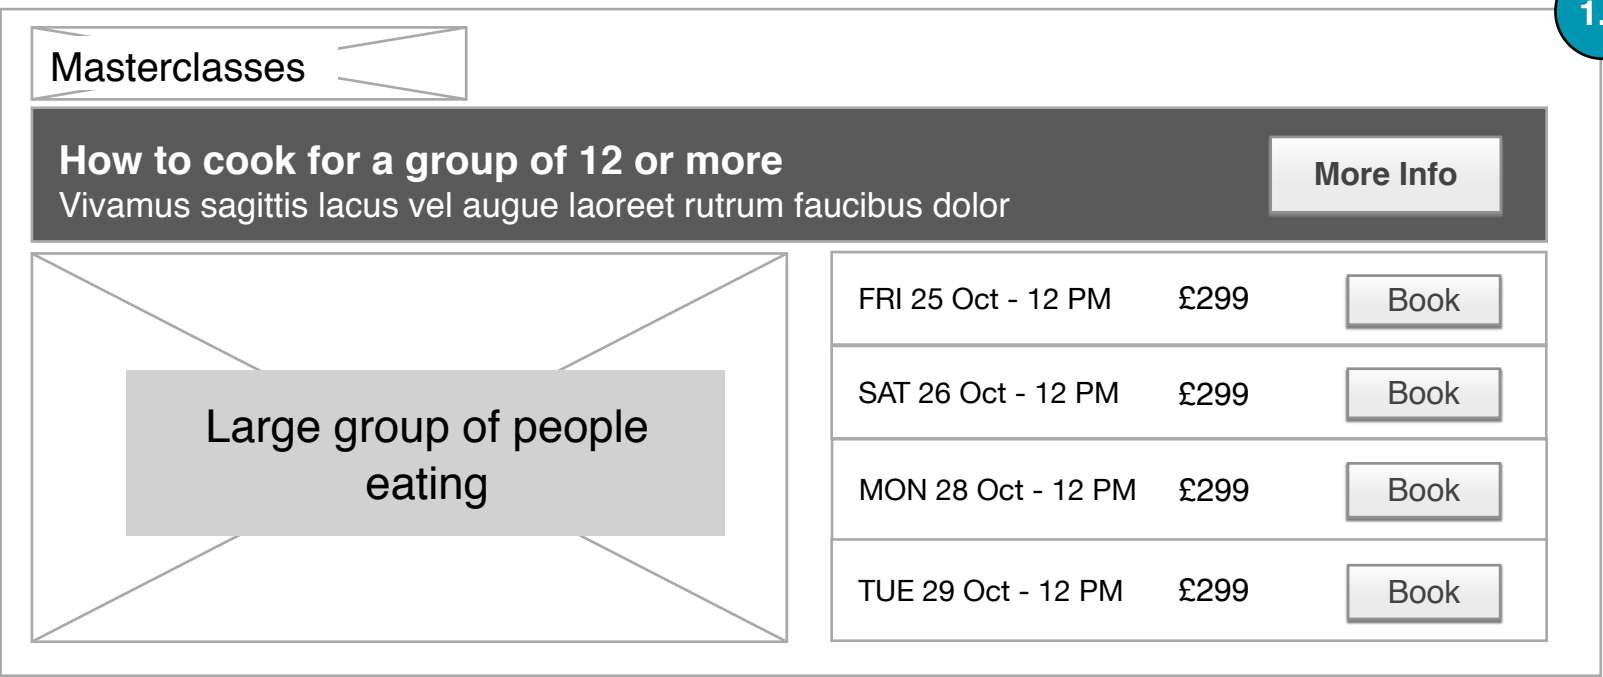 1.
Masterclasses
How to cook for a group of 12 or more
Vivamus sagittis lacus vel augue laoreet rutrum faucibus dolor
More Info
Large group of people
eating
FRI 25 Oct - 12 PM £299 Book
SAT 26 Oct - 12 PM £299 Book
MON 28 Oct - 12 PM £299 Book
TUE 29 Oct - 12 PM £299 Book